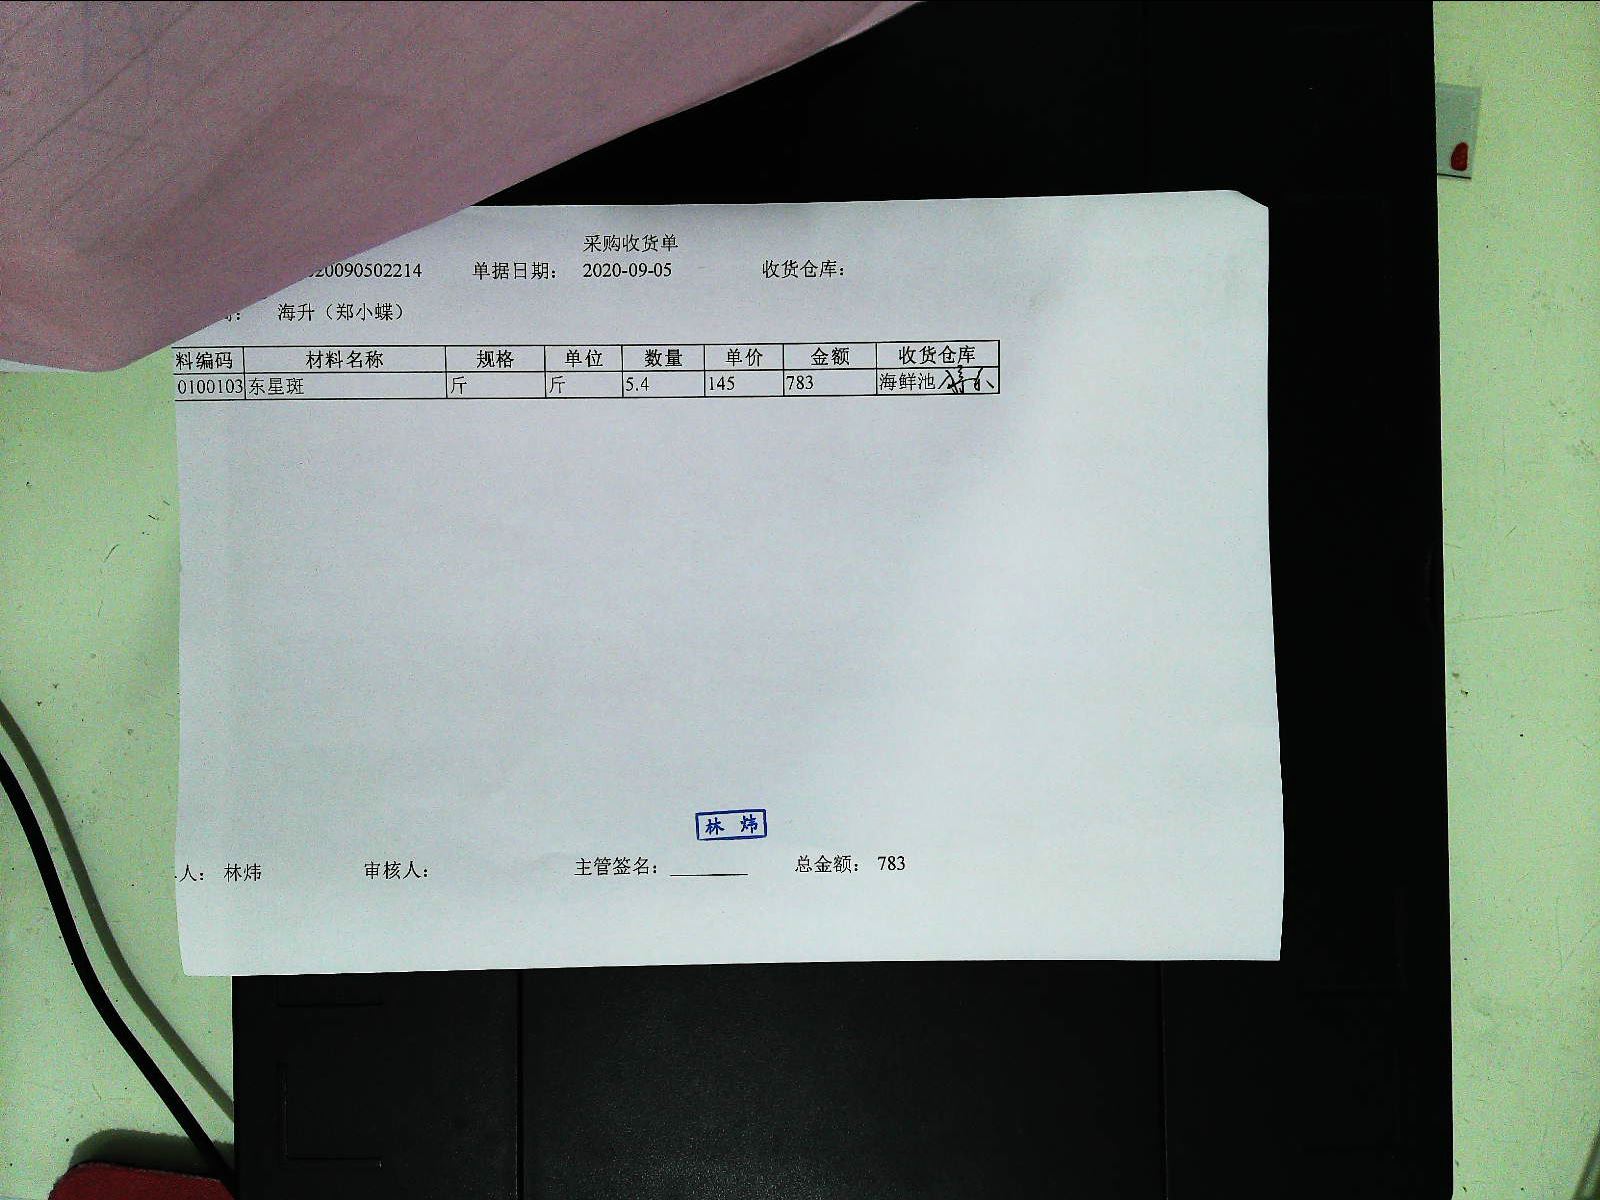 采购收货单
20090502214 单据日期： 2020-09-05 收货仓库：
海升（郑小蝶）
料编码 材料名称 规格 单位 数量 单价 金额 收货仓库
0100103 东星斑 斤 斤 5.4 145 783 海鲜池
林 炜
人： 林炜 审核人： 主管签名： 总金额： 783